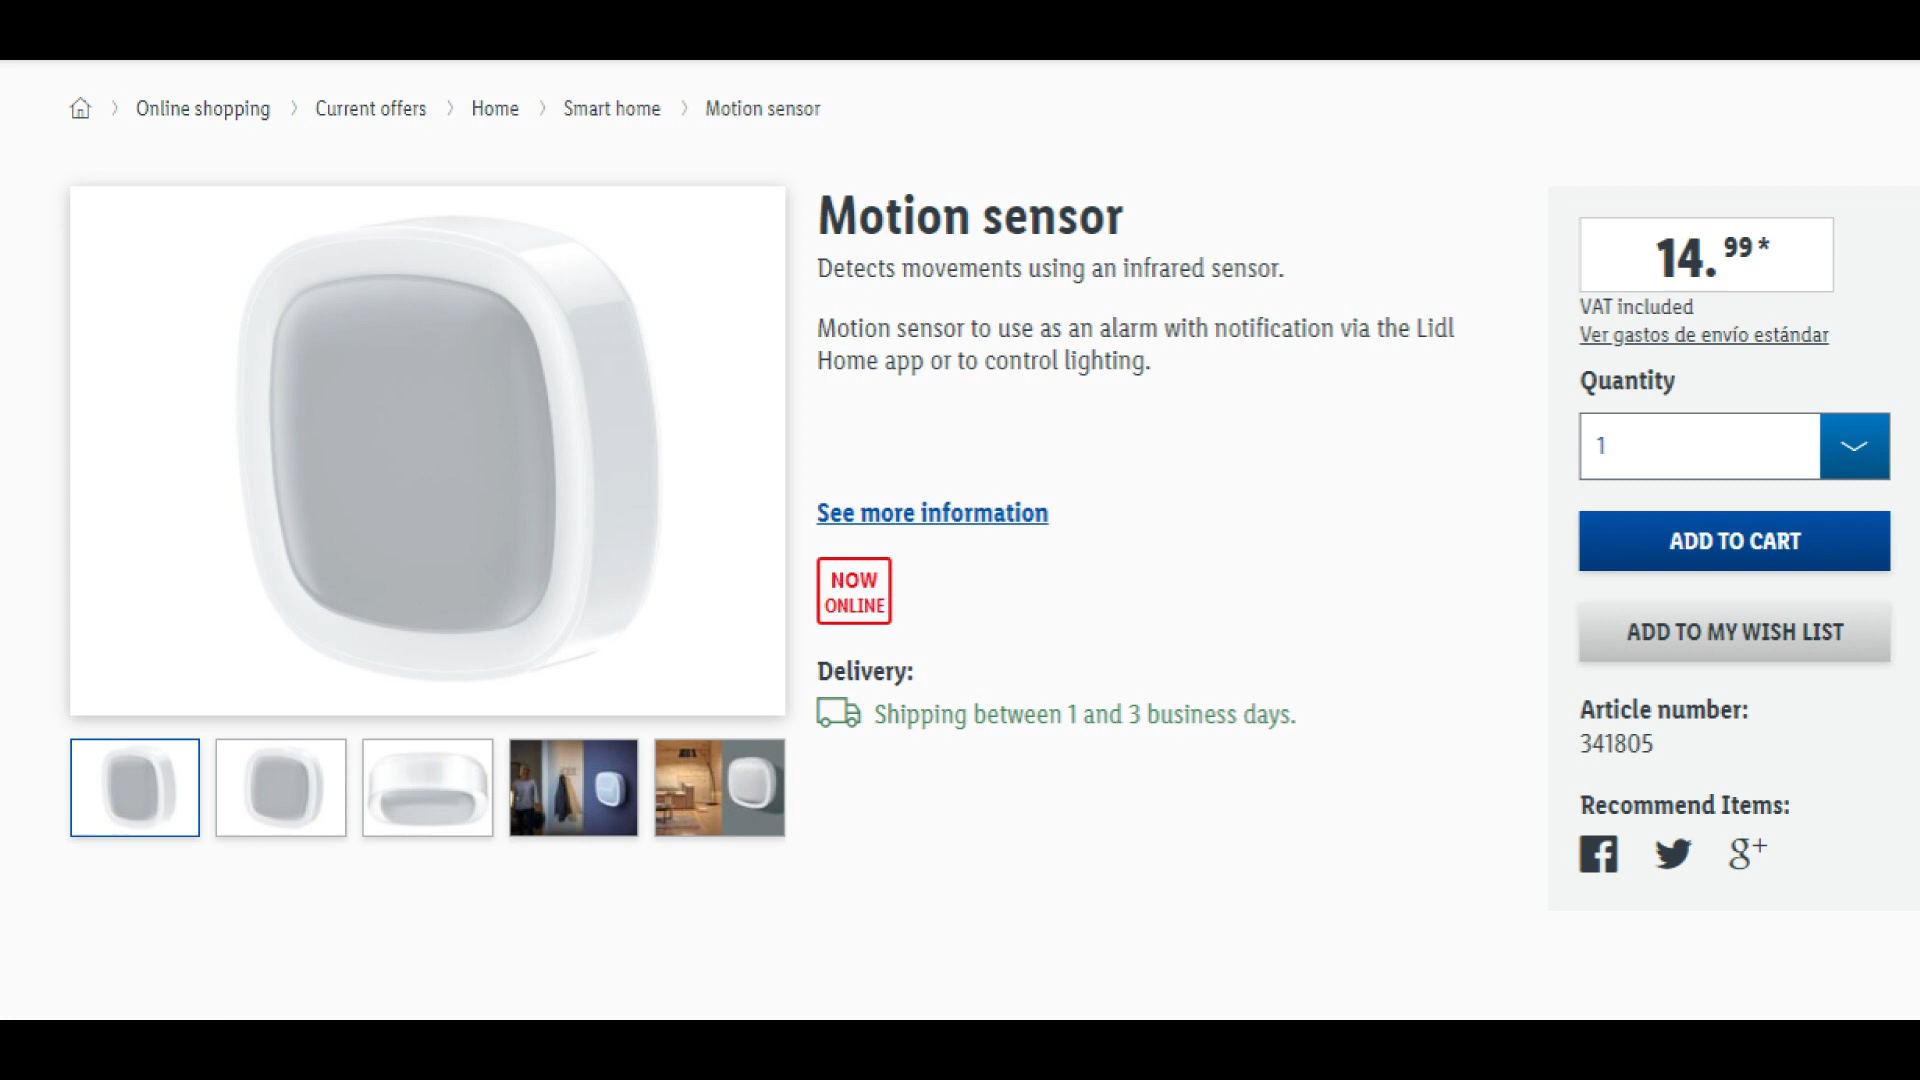 Online shopping > Current offers > Home > Smart home > Motion sensor
Motion sensor
Detects movements using an infrared sensor.
Motion sensor to use as an alarm with notification via the Lidl
Home app or to control lighting.
See more information
NOW
ONLINE
Delivery:
Shipping between 1 and 3 business days.
14.99*
VAT included
Ver gastos de envío estándar
Quantity
1
ADD TO CART
ADD TO MY WISH LIST
Article number:
341805
Recommend Items:
g+